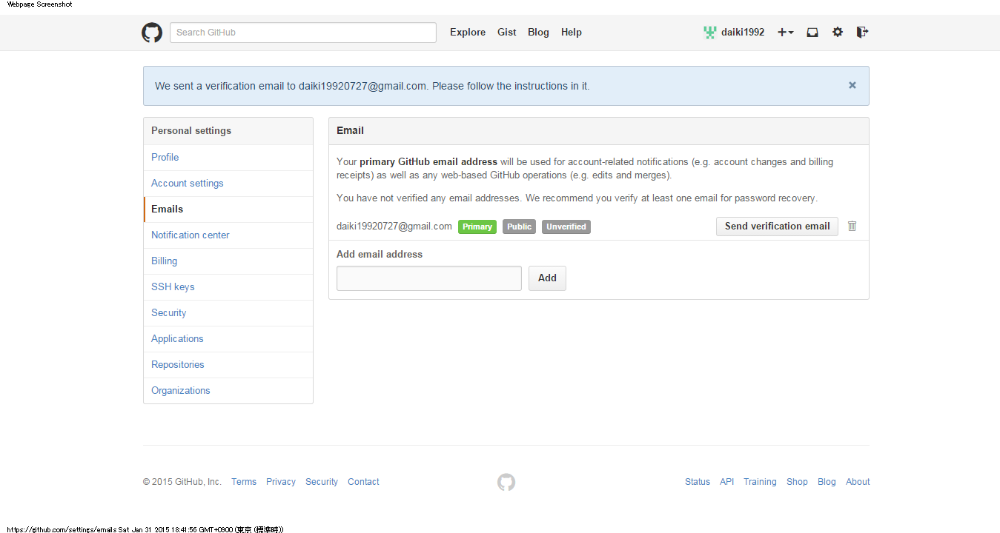 Webpage Screenshot
Search GitHub
Explore Gist Blog Help
daiki1992
We sent a verification email to daiki19920727@gmail.com. Please follow the instructions in it.
Personal settings
Profile
Account settings
Emails
Notification center
Billing
SSH keys
Security
Applications
Repositories
Organizations
Email
Your primary GitHub email address will be used for account-related notifications (e.g. account changes and billing
receipts) as well as any web-based GitHub operations (e.g. edits and merges).
You have not verified any email addresses. We recommend you verify at least one email for password recovery.
daiki19920727@gmail.com Primary Public Unverified Send verification email
Add email address
Add
© 2015 GitHub, Inc. Terms Privacy Security Contact
Status API Training Shop Blog About
https://github.com/settings/emails Sat Jan 31 2015 18:41:56 GMT+0900 (東京 (標準時))